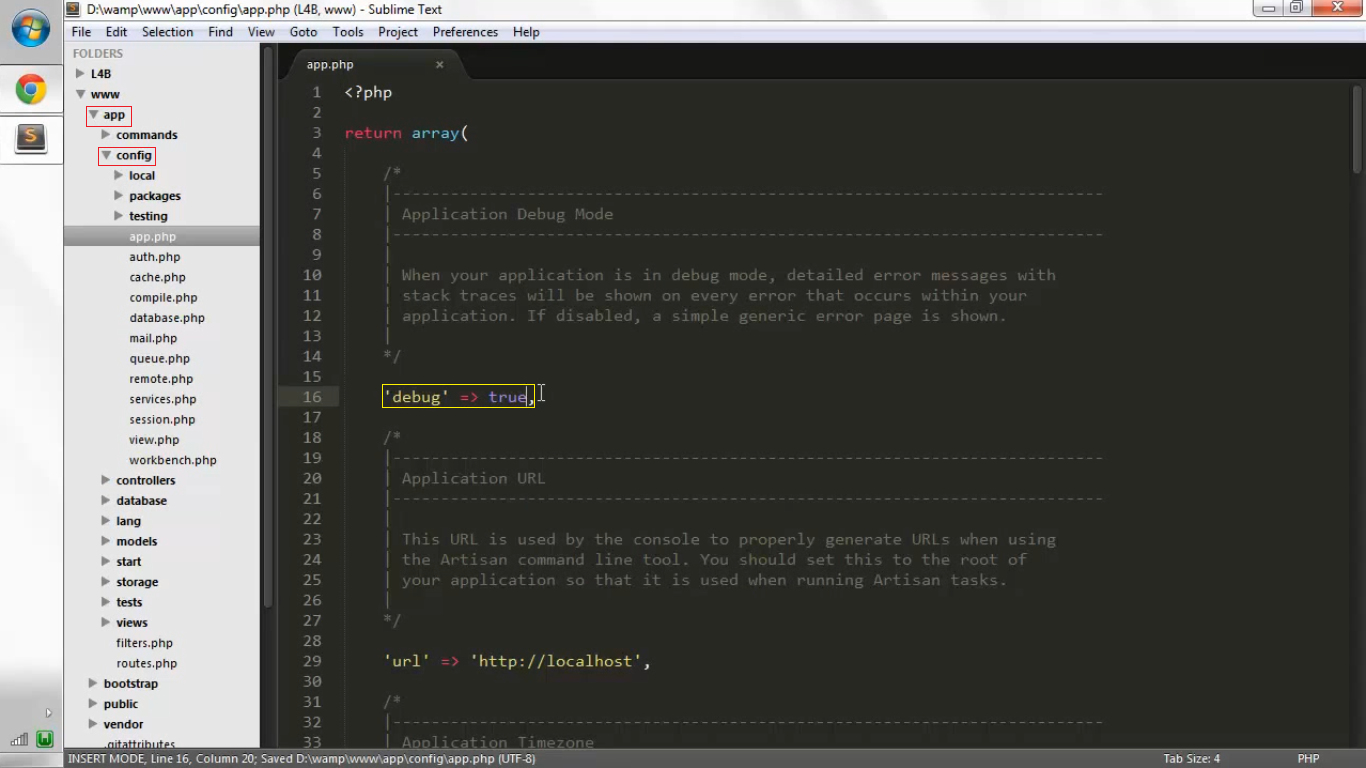 D:\wamp\www\app\config\app.php (L4B, www) - Sublime Text
File Edit Selection Find View Goto Tools Project Preferences Help
FOLDERS
L4B
www
app
commands
config
local
packages
testing
app.php
auth.php
cache.php
compile.php
database.php
mail.php
queue.php
remote.php
services.php
session.php
view.php
workbench.php
controllers
database
lang
models
start
storage
tests
views
filters.php
routes.php
bootstrap
public
vendor
.gitattributes
app.php ×
1 <?php
2
3 return array(
4
5 /*
6 |--------------------------------------------------------------------------
7 | Application Debug Mode
8 |--------------------------------------------------------------------------
9 |
10 | When your application is in debug mode, detailed error messages with
11 | stack traces will be shown on every error that occurs within your
12 | application. If disabled, a simple generic error page is shown.
13 |
14 */
15
16 'debug' => true,
17
18 /*
19 |--------------------------------------------------------------------------
20 | Application URL
21 |--------------------------------------------------------------------------
22 |
23 | This URL is used by the console to properly generate URLs when using
24 | the Artisan command line tool. You should set this to the root of
25 | your application so that it is used when running Artisan tasks.
26 |
27 */
28
29 'url' => 'http://localhost',
30
31 /*
32 |--------------------------------------------------------------------------
33 | Application Timezone
INSERT MODE, Line 16, Column 20; Saved D:\wamp\www\app\config\app.php (UTF-8) Tab Size: 4 PHP